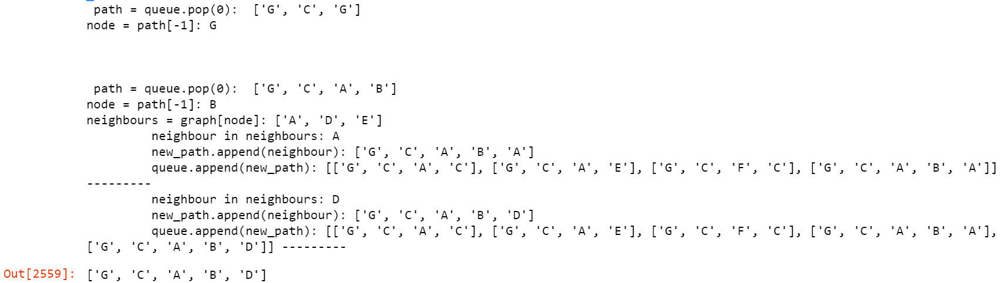 path = queue.pop(0):  ['G', 'C', 'G']
node = path[-1]: G
path = queue.pop(0):  ['G', 'C', 'A', 'B']
node = path[-1]: B
neighbours = graph[node]: ['A', 'D', 'E']
neighbour in neighbours: A
new_path.append(neighbour): ['G', 'C', 'A', 'B', 'A']
queue.append(new_path): [['G', 'C', 'A', 'C'], ['G', 'C', 'A', 'E'], ['G', 'C', 'F', 'C'], ['G', 'C', 'A', 'B', 'A']]
---------
neighbour in neighbours: D
new_path.append(neighbour): ['G', 'C', 'A', 'B', 'D']
queue.append(new_path): [['G', 'C', 'A', 'C'], ['G', 'C', 'A', 'E'], ['G', 'C', 'F', 'C'], ['G', 'C', 'A', 'B', 'A'],
['G', 'C', 'A', 'B', 'D']] ---------
Out[2559]: ['G', 'C', 'A', 'B', 'D']